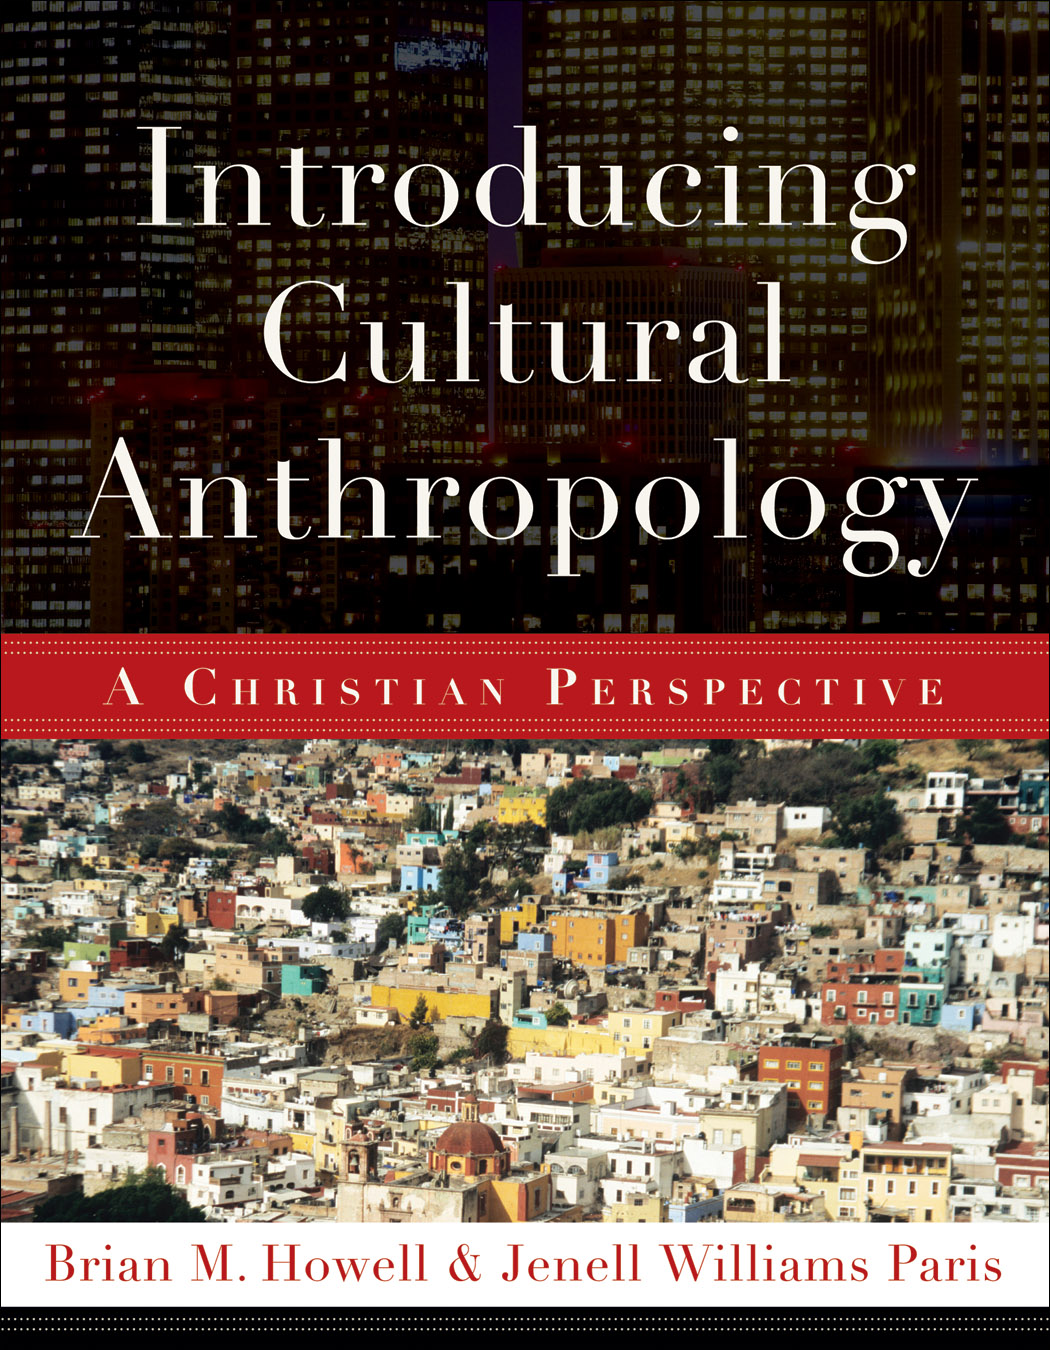 Introducing
Cultural
Anthropology
A Christian Perspective
Brian M. Howell & Jenell Williams Paris